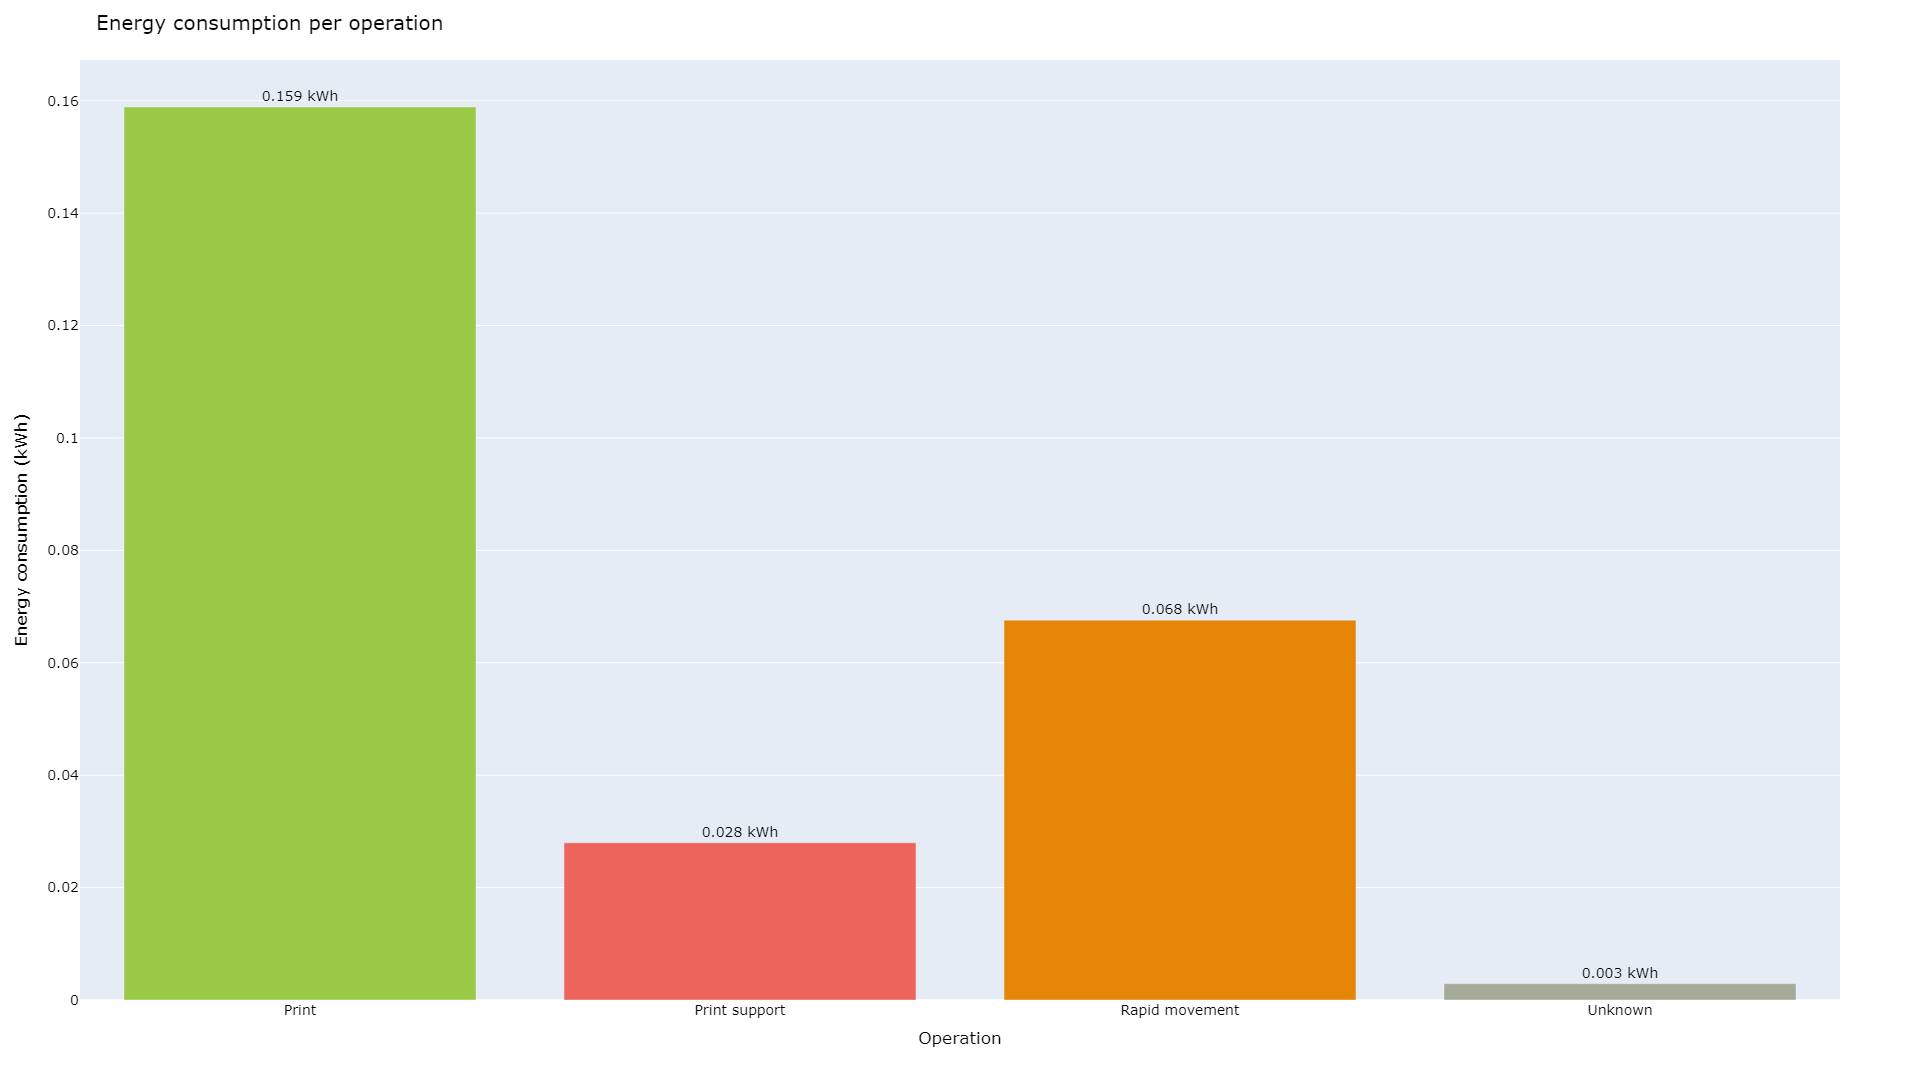 Energy consumption per operation
0.159 kWh
0.16
0.14
0.12
0.1
Energy consumption (kWh)
0.08
0.068 kWh
0.06
0.04
0.028 kWh
0.02
0.003 kWh
0
Print
Print support
Rapid movement
Unknown
Operation